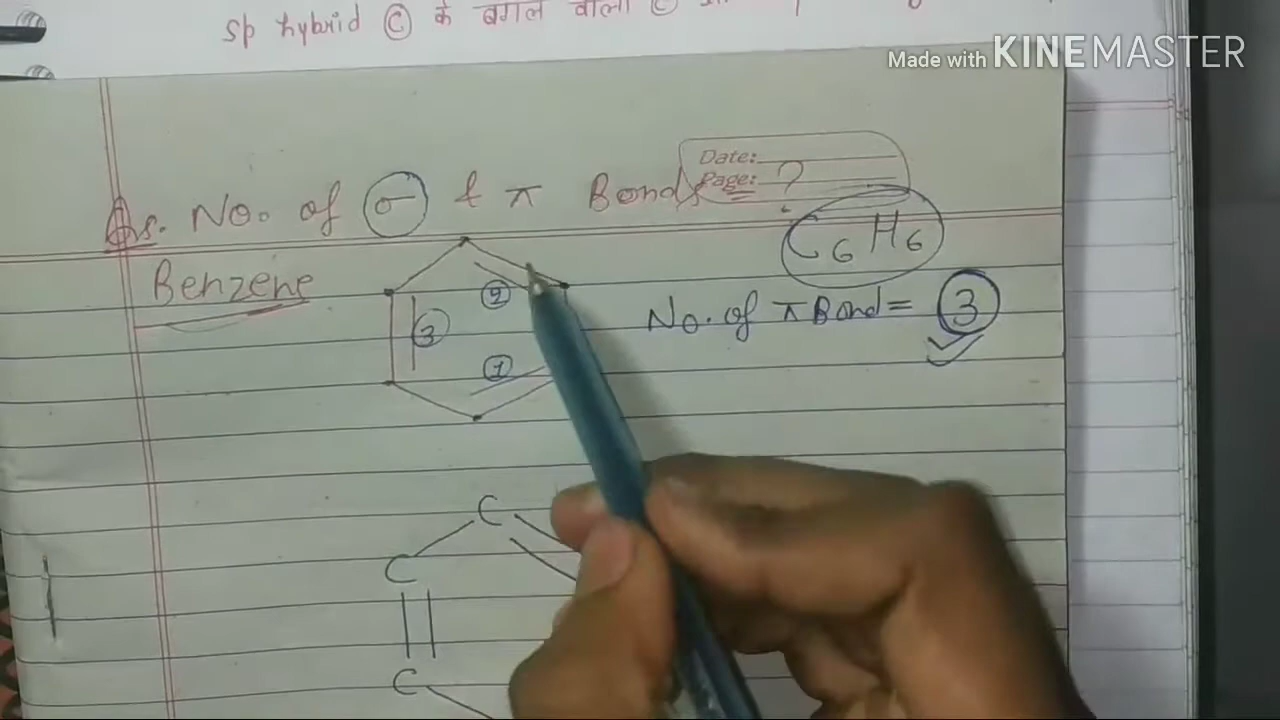 sp hybrid C के बगल वाला C
Made with KINEMASTER
Date:
Page:
Qs. No. of σ & π Bonds ?
Benzene
C6H6
No. of π Bond = 3
2
3
1
C
C
C